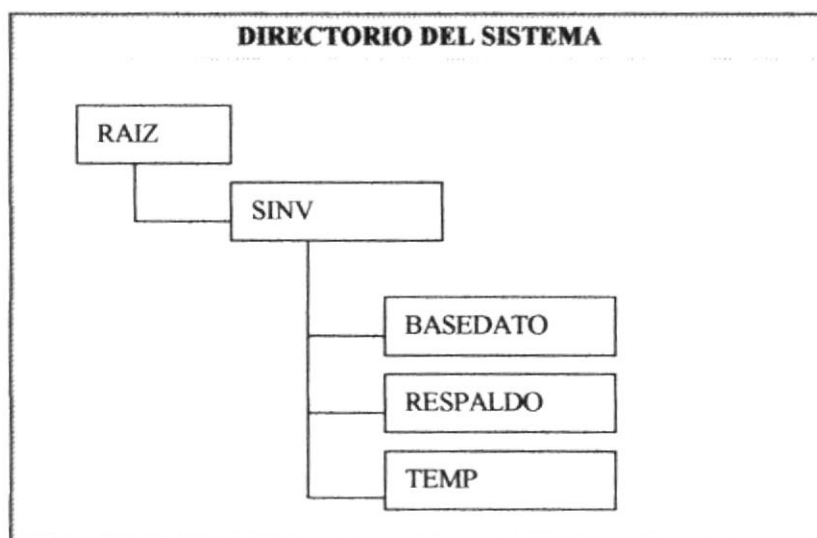 DIRECTORIO DEL SISTEMA
RAIZ
SINV
BASEDATO
RESPALDO
TEMP